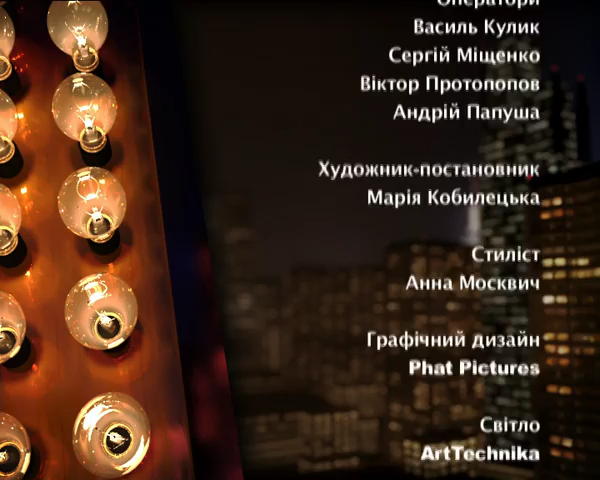 Оператори
Василь Кулик
Сергій Міщенко
Віктор Протопопов
Андрій Папуша
Художник-постановник
Марія Кобилецька
Стиліст
Анна Москвич
Графічний дизайн
Phat Pictures
Світло
ArtTechnika